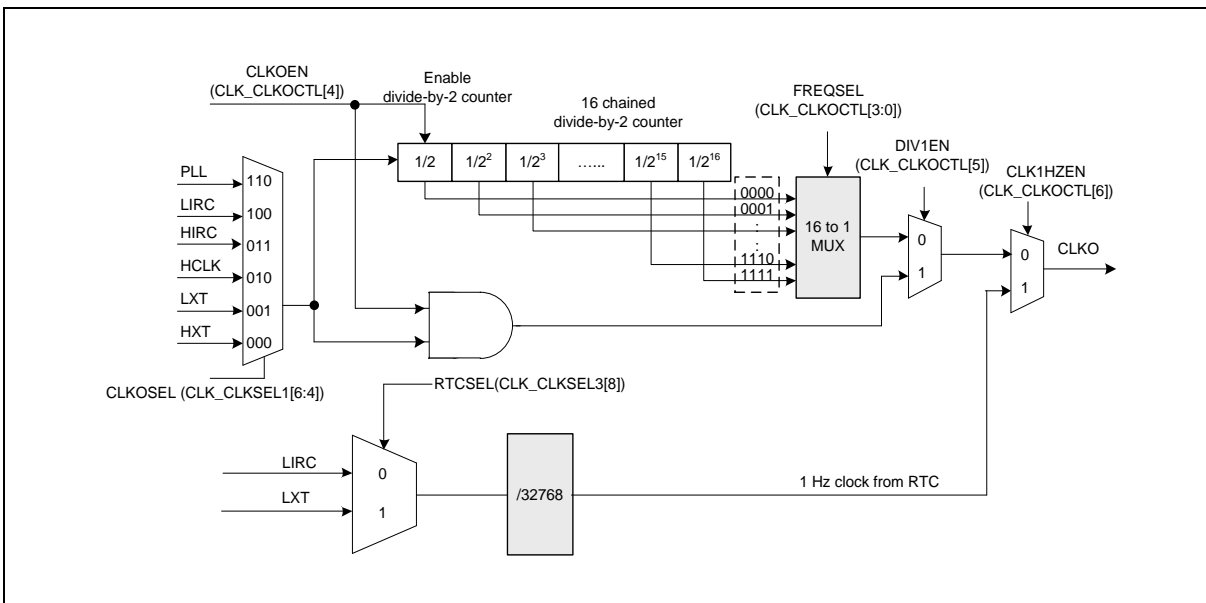 CLKOEN
(CLK_CLKOCTL[4])
Enable
divide-by-2 counter
16 chained
divide-by-2 counter
FREQSEL
(CLK_CLKOCTL[3:0])
DIV1EN
(CLK_CLKOCTL[5])
CLK1HZEN
(CLK_CLKOCTL[6])
1/2
1/2²
1/2³
…...
1/2¹⁵
1/2¹⁶
PLL
110
LIRC
100
HIRC
011
HCLK
010
LXT
001
HXT
000
CLKOSEL (CLK_CLKSEL1[6:4])
0000
0001
:
:
1110
1111
16 to 1
MUX
0
1
0
1
CLKO
RTCSEL(CLK_CLKSEL3[8])
LIRC
0
LXT
1
/32768
1 Hz clock from RTC